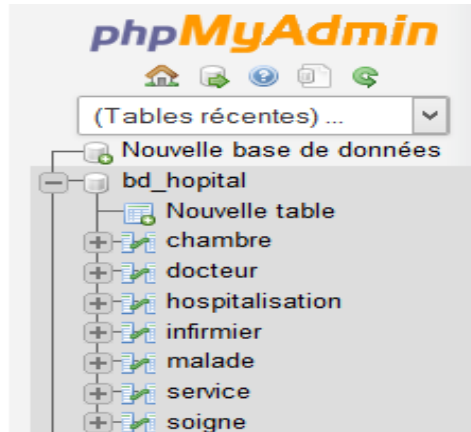 phpMyAdmin
(Tables récentes) ...
Nouvelle base de données
bd_hopital
Nouvelle table
chambre
docteur
hospitalisation
infirmier
malade
service
soigne